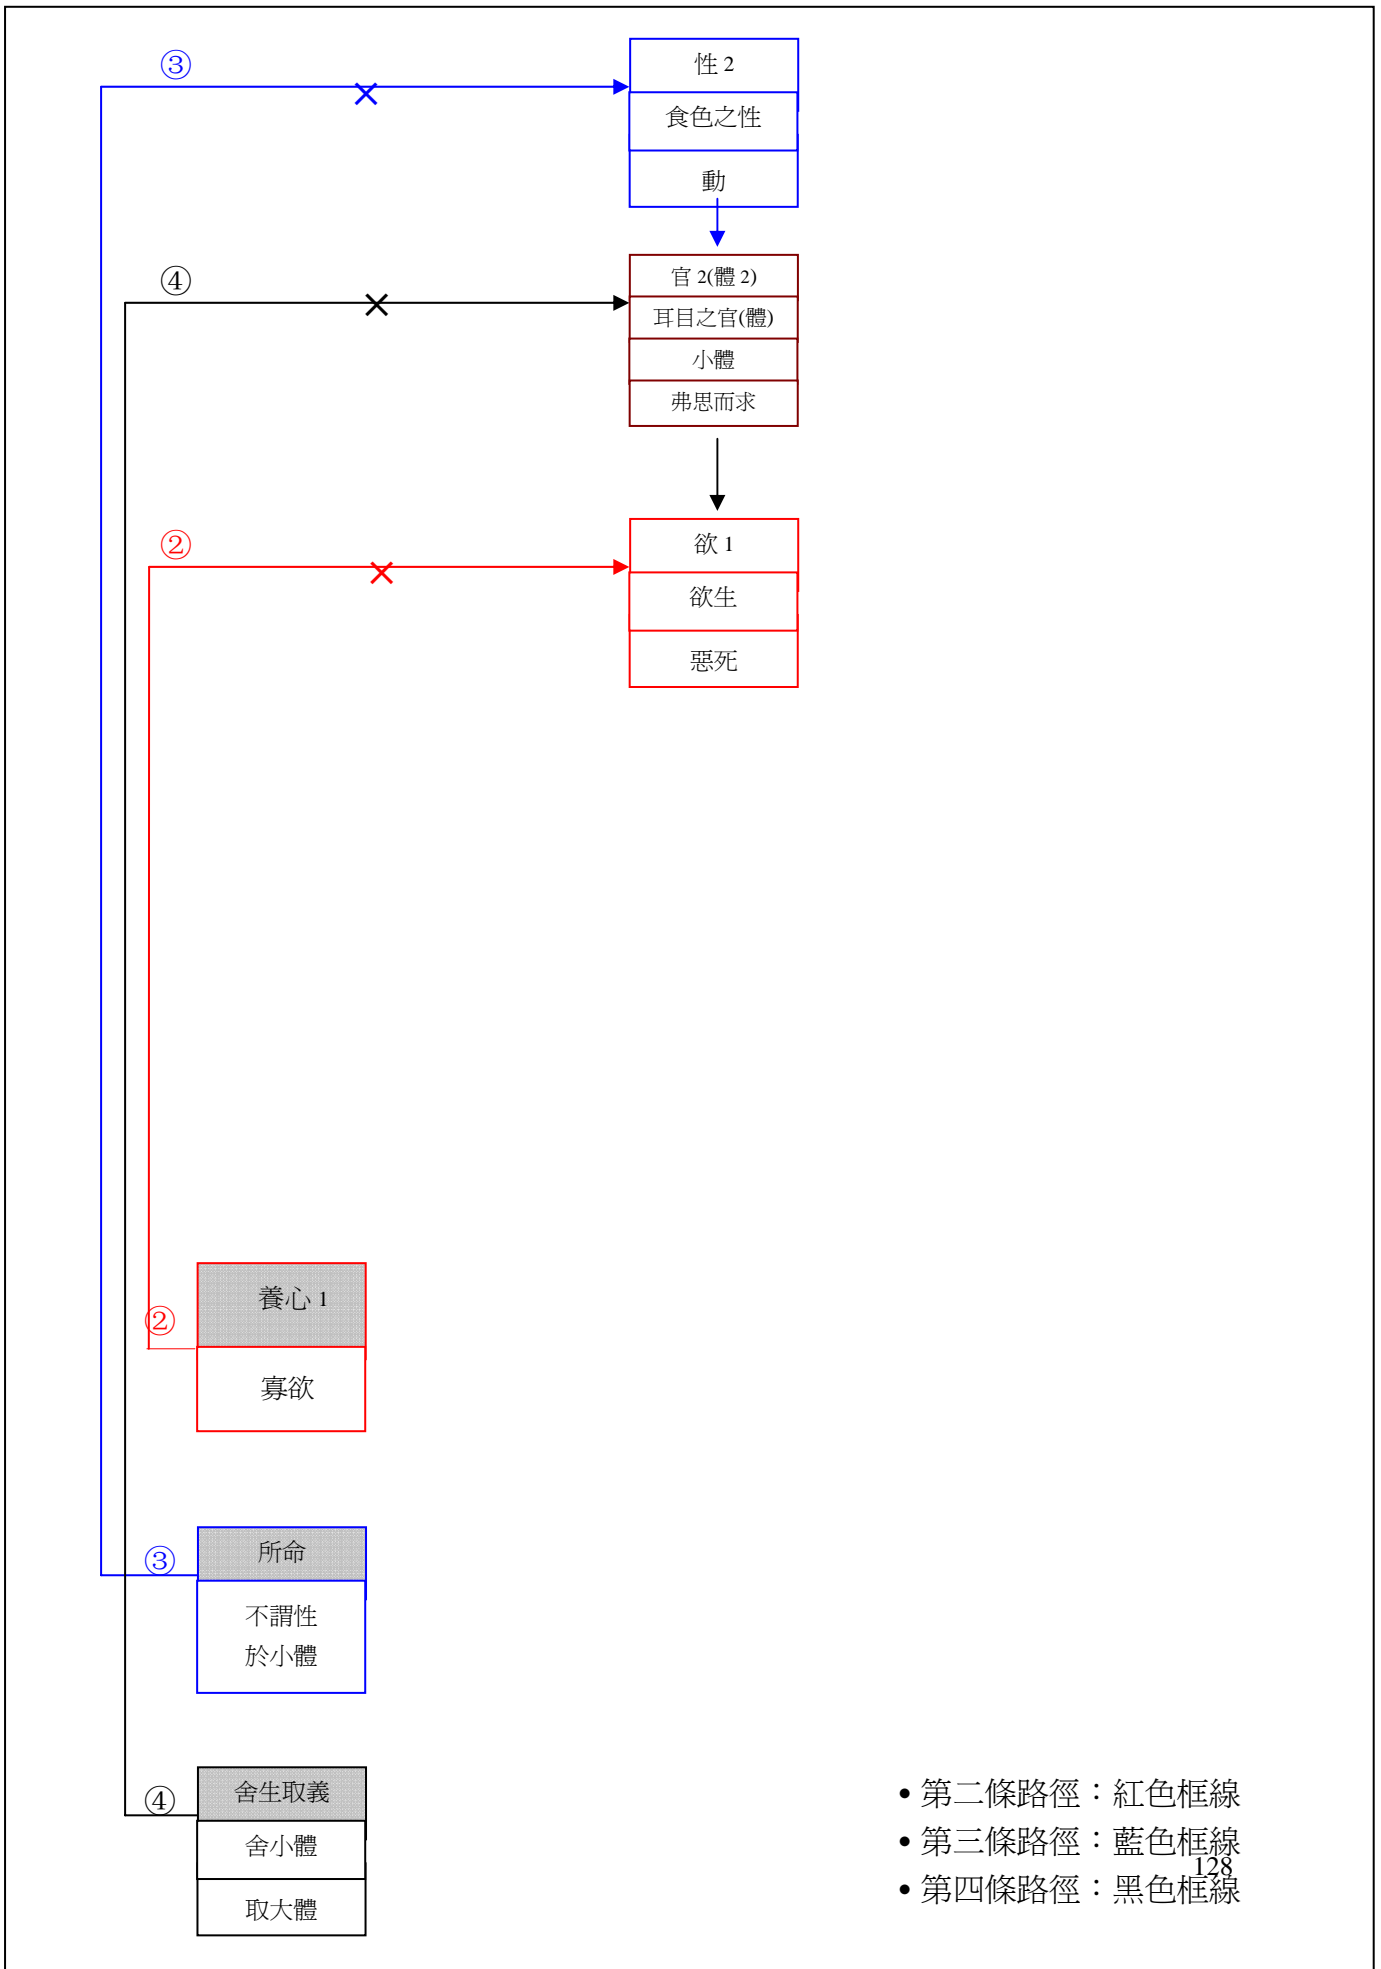 ③
性 2
食色之性
動
④
官 2(體 2)
耳目之官(體)
小體
弗思而求
②
欲 1
欲生
惡死
養心 1
②
寡欲
所命
③
不謂性
於小體
舍生取義
④
舍小體
取大體
• 第二條路徑：紅色框線
• 第三條路徑：藍色框線
128
• 第四條路徑：黑色框線